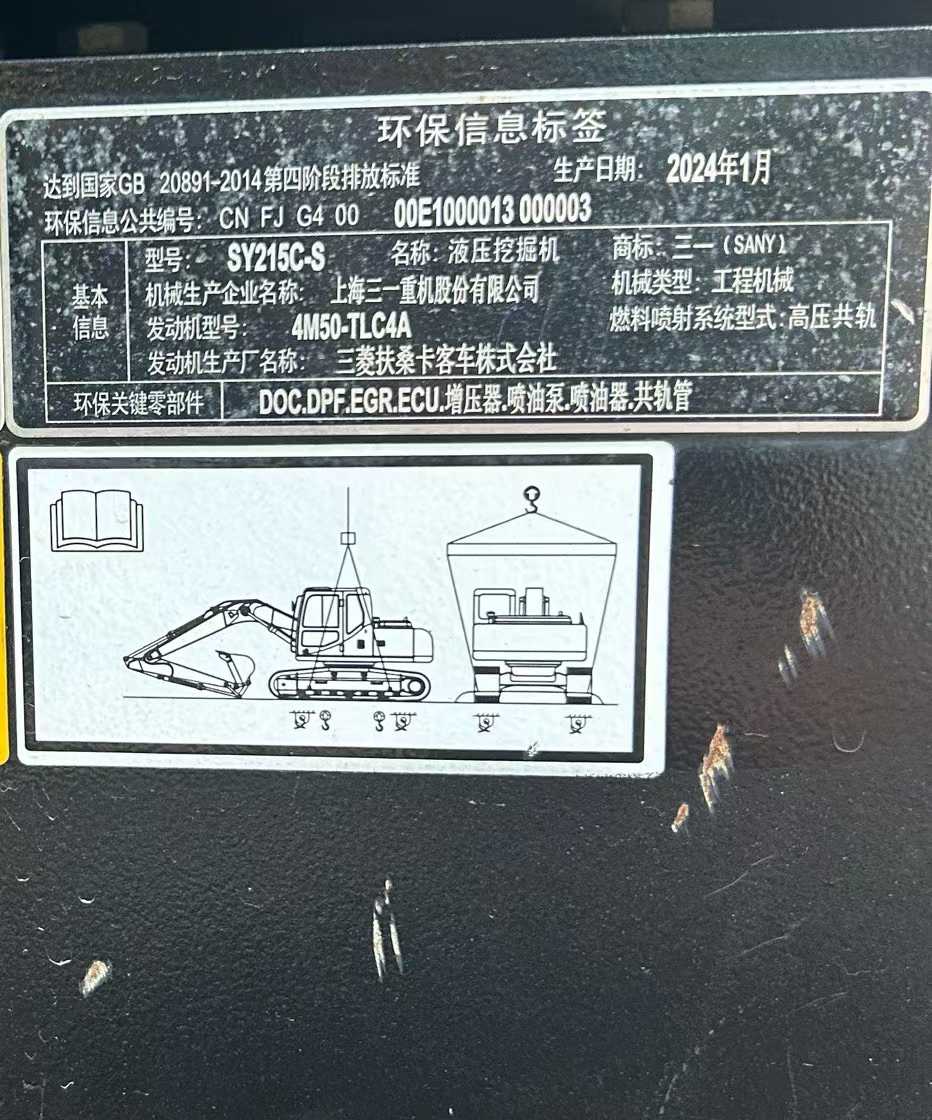 环保信息标签
达到国家GB 20891-2014第四阶段排放标准 生产日期: 2024年1月
环保信息公共编号: CN FJ G4 00 00E1000013 000003
基本信息
型号: SY215C-S 名称: 液压挖掘机 商标: 三一(SANY)
机械生产企业名称: 上海三一重机股份有限公司 机械类型: 工程机械
发动机型号: 4M50-TLC4A 燃料喷射系统型式: 高压共轨
发动机生产厂名称: 三菱扶桑卡客车株式会社
环保关键零部件 DOC.DPF.EGR.ECU.增压器.喷油泵.喷油器.共轨管